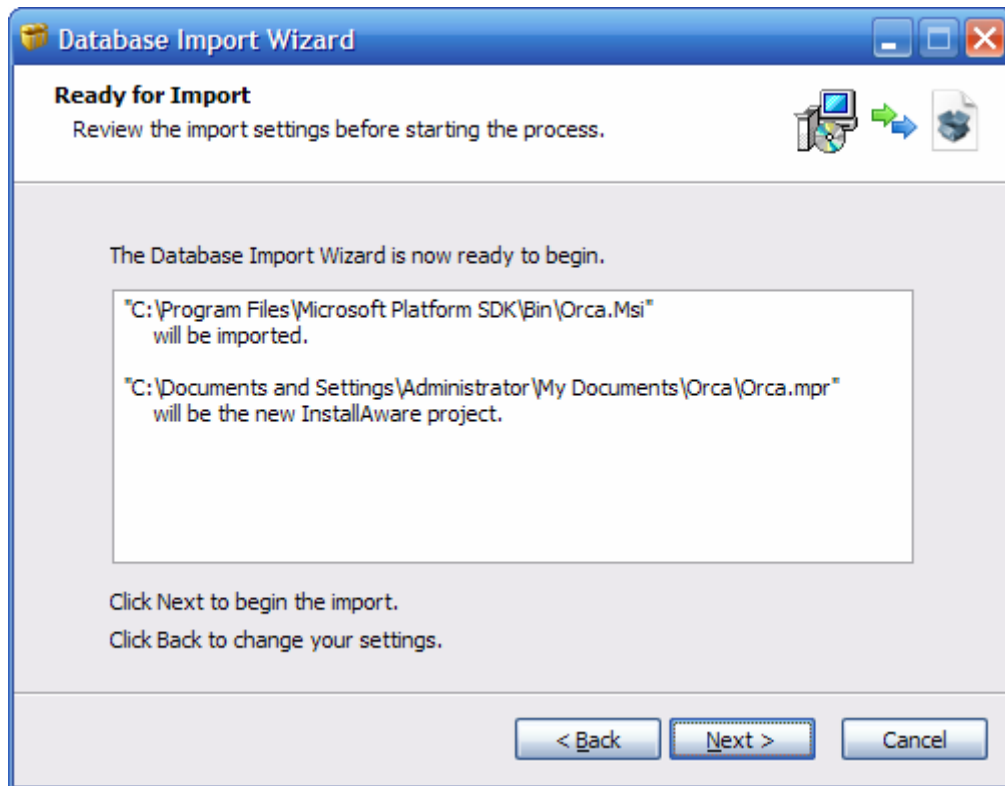 Database Import Wizard
Ready for Import
Review the import settings before starting the process.
The Database Import Wizard is now ready to begin.
"C:\Program Files\Microsoft Platform SDK\Bin\Orca.Msi"
will be imported.
"C:\Documents and Settings\Administrator\My Documents\Orca\Orca.mpr"
will be the new InstallAware project.
Click Next to begin the import.
Click Back to change your settings.
< Back Next > Cancel